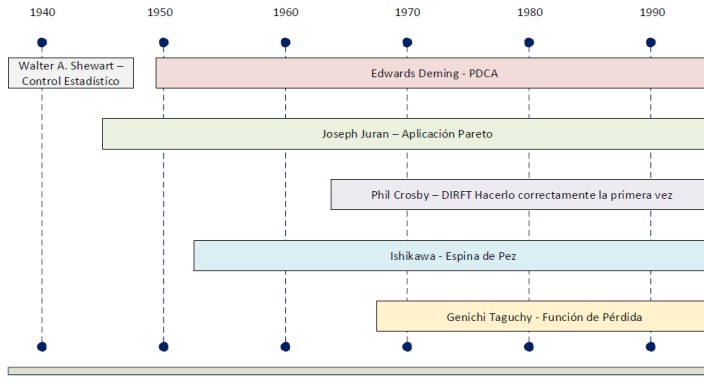 1940 1950 1960 1970 1980 1990
Walter A. Shewart –
Control Estadístico
Edwards Deming - PDCA
Joseph Juran – Aplicación Pareto
Phil Crosby – DIRFT Hacerlo correctamente la primera vez
Ishikawa - Espina de Pez
Genichi Taguchy - Función de Pérdida